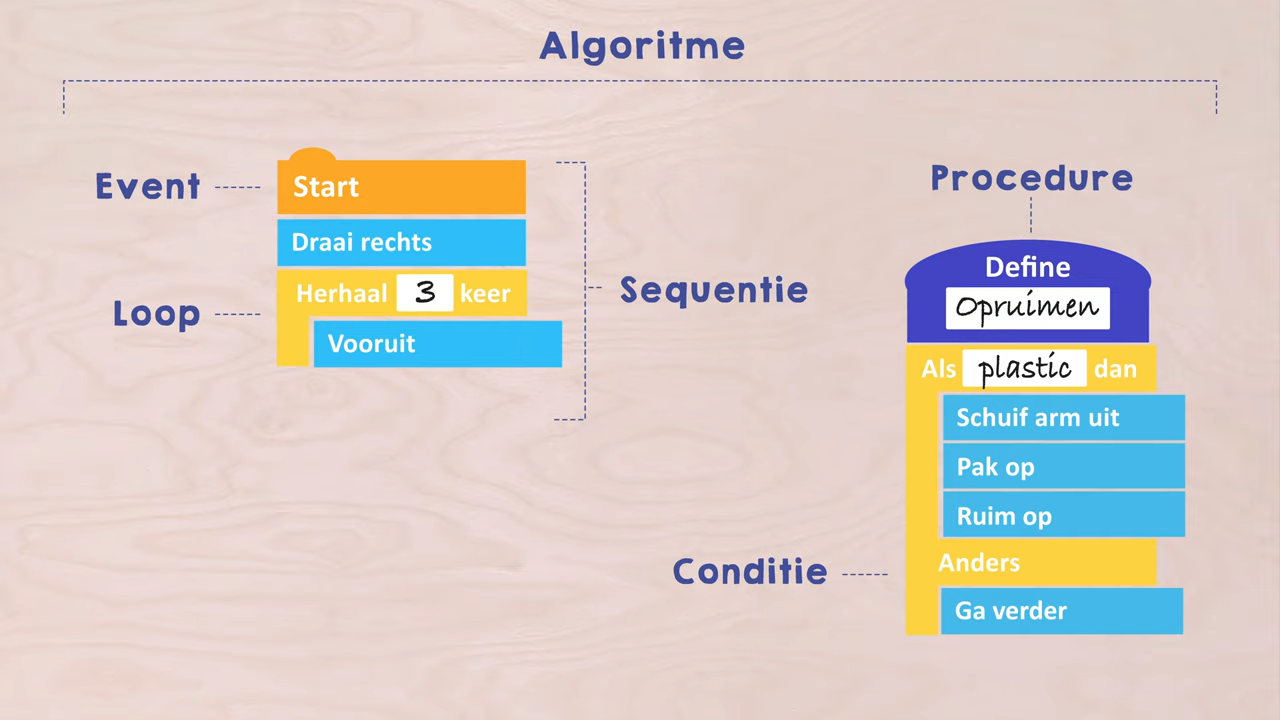 Algoritme
Event
Start
Draai rechts
Loop
Herhaal 3 keer
Vooruit
Sequentie
Procedure
Define
Opruimen
Als plastic dan
Schuif arm uit
Pak op
Ruim op
Conditie
Anders
Ga verder